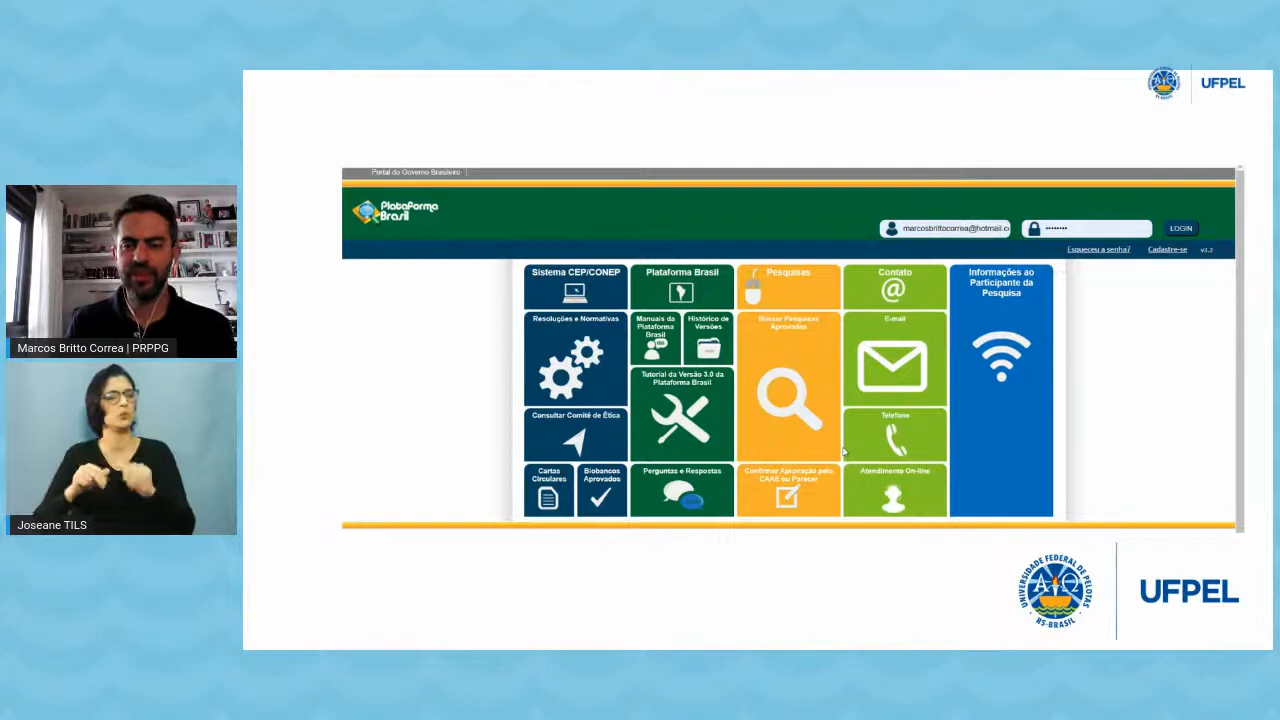 UFPEL
Portal do Governo Brasileiro
Plataforma
Brasil
marcosbrittocorrea@hotmail.c
••••••••
LOGIN
Esqueceu a senha?
Cadastre-se
v3.2
Sistema CEP/CONEP
Resoluções e Normativas
Consultar Comitê de Ética
Cartas
Circulares
Biobancos
Aprovados
Plataforma Brasil
Manuais da
Plataforma
Brasil
Histórico de
Versões
Tutorial da Versão 3.0 da
Plataforma Brasil
Perguntas e Respostas
Pesquisas
Buscar Pesquisas
Aprovadas
Confirmar Aprovação pelo
CAAE ou Parecer
Contato
@
E-mail
Telefone
Atendimento On-line
Informações ao
Participante da
Pesquisa
Marcos Britto Correa | PRPPG
Joseane TILS
UNIVERSIDADE FEDERAL DE PELOTAS
ΑΩ
RS-BRASIL
UFPEL